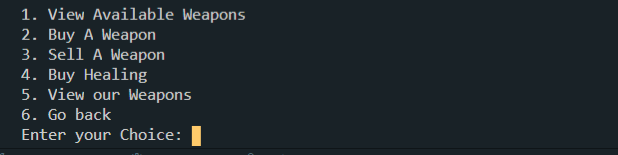 1. View Available Weapons
2. Buy A Weapon
3. Sell A Weapon
4. Buy Healing
5. View our Weapons
6. Go back
Enter your Choice: